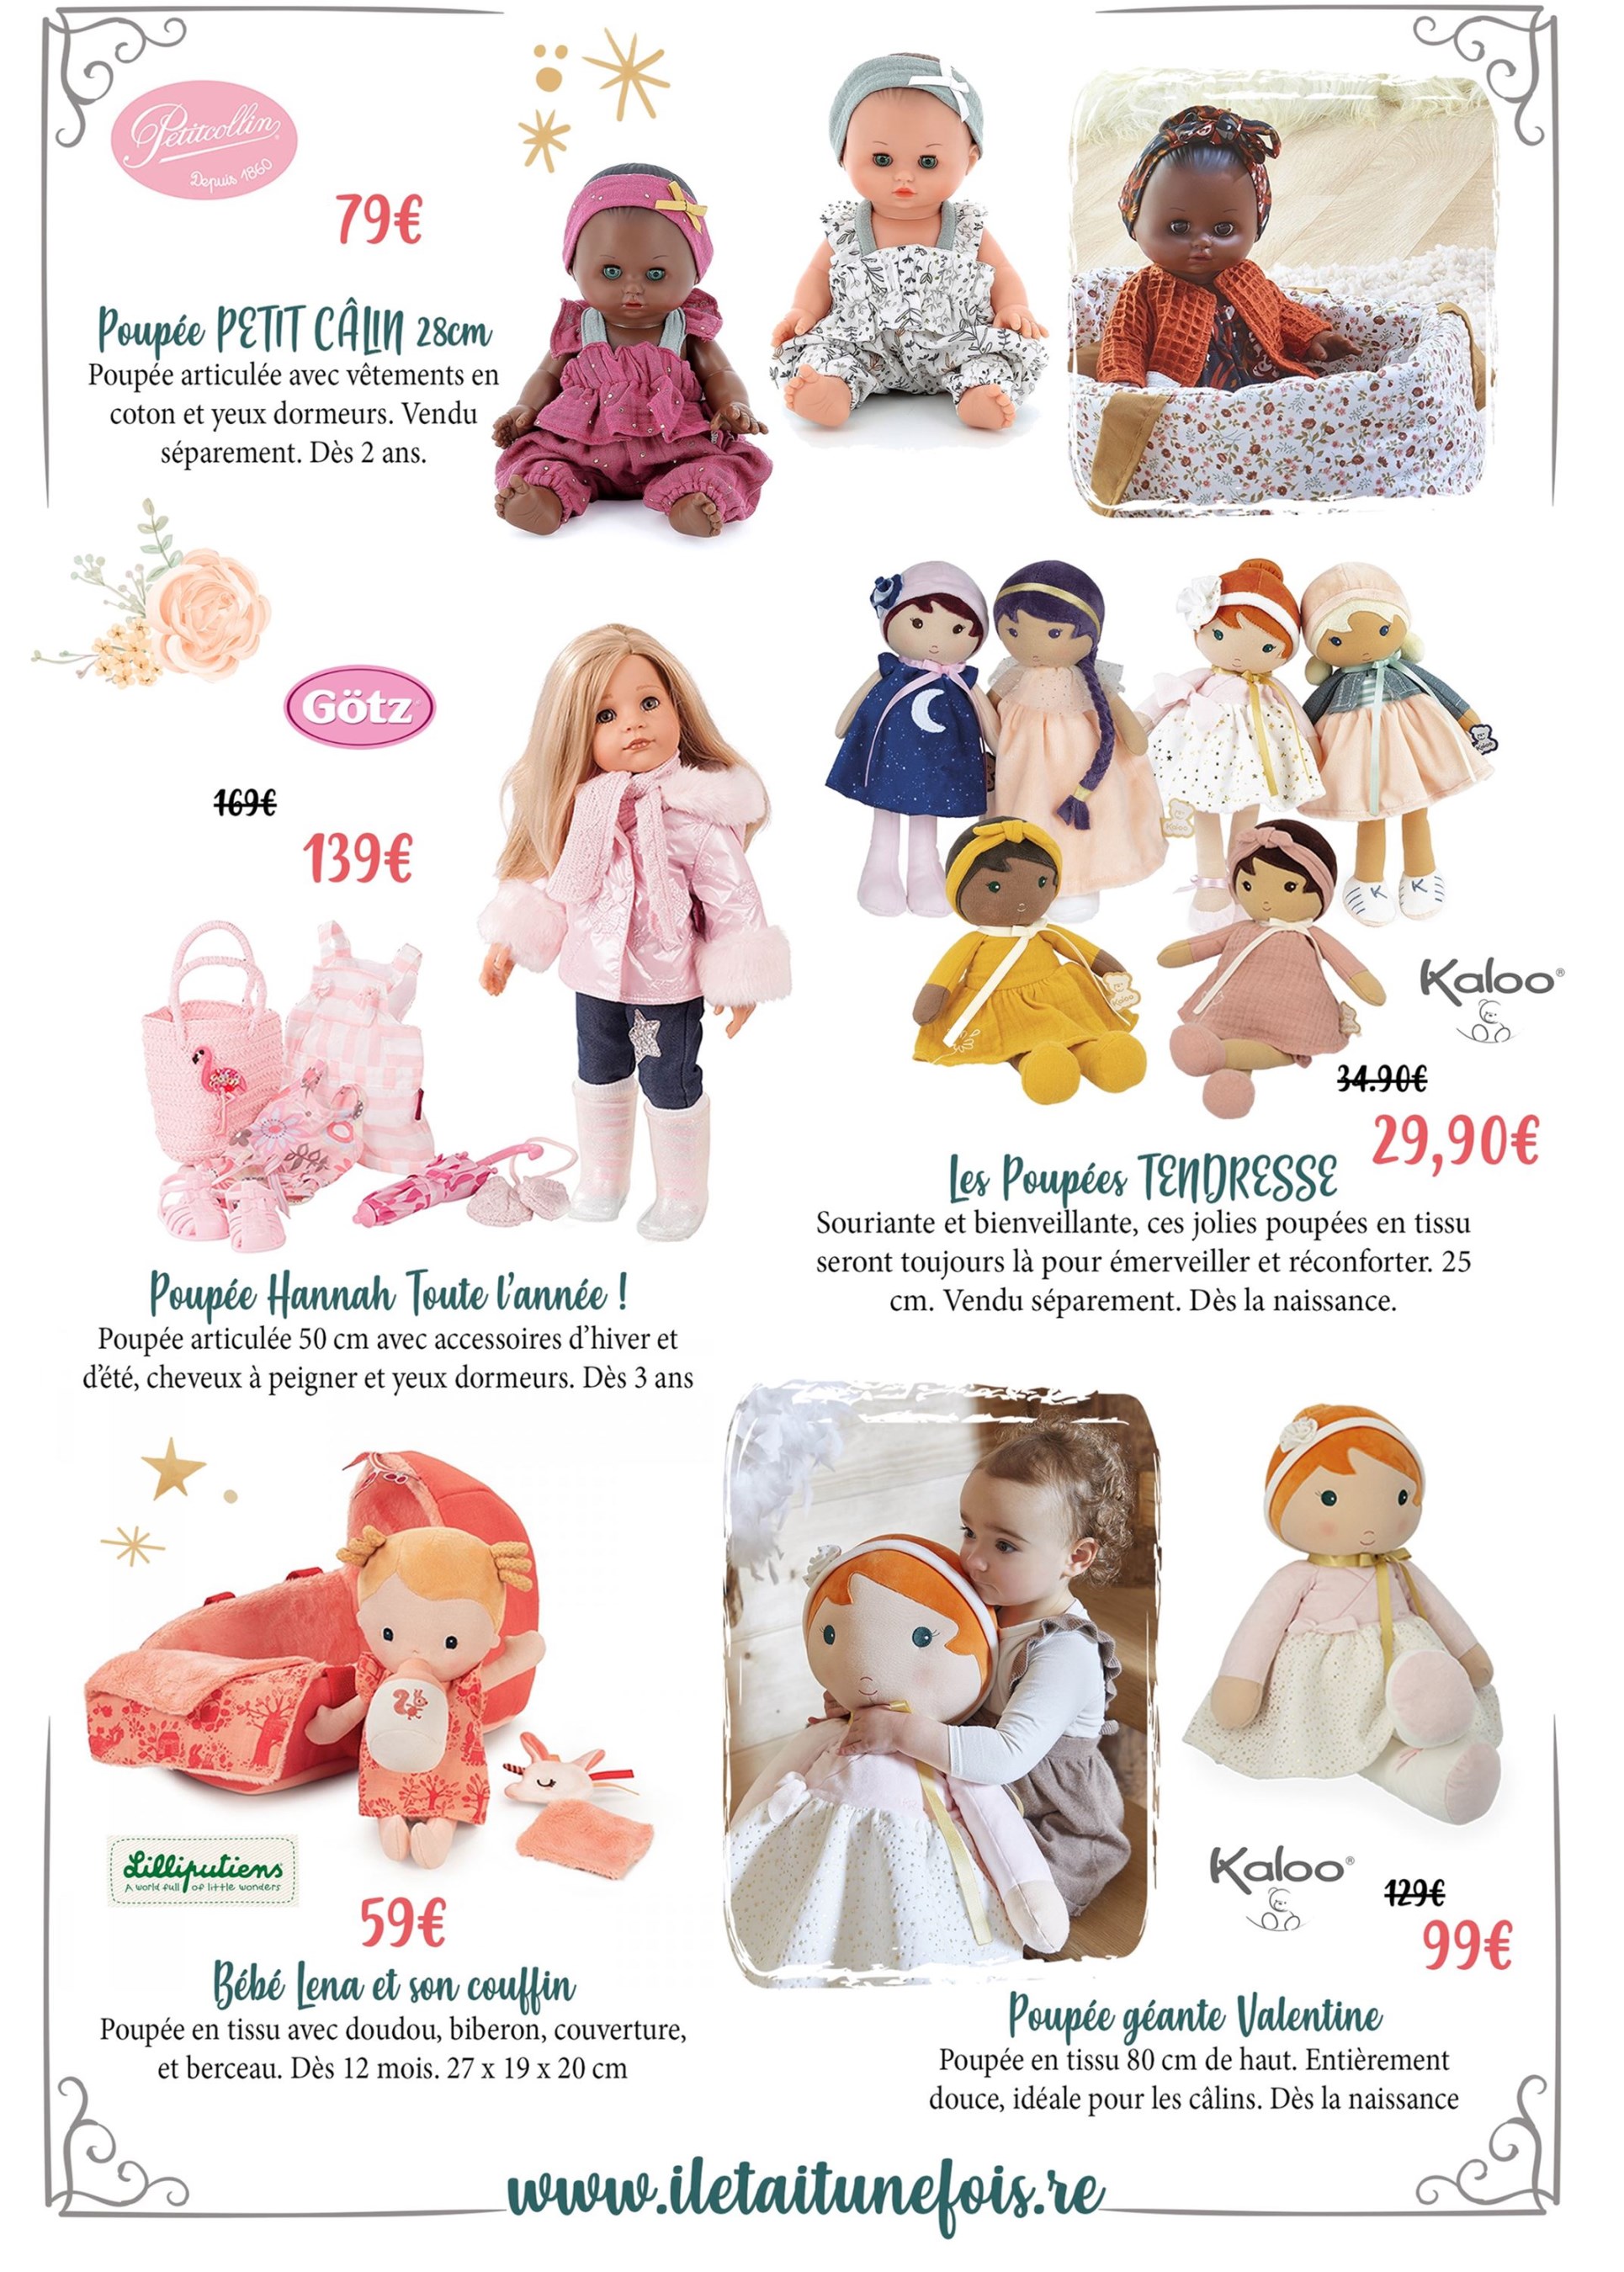 Petitcollin
Depuis 1860
79€
Poupée PETIT CÂLIN 28cm
Poupée articulée avec vêtements en
coton et yeux dormeurs. Vendu
séparement. Dès 2 ans.
Götz
169€
139€
Poupée Hannah Toute l'année !
Poupée articulée 50 cm avec accessoires d'hiver et
d'été, cheveux à peigner et yeux dormeurs. Dès 3 ans
Kaloo
Kaloo
K K
Kaloo
Kaloo®
34.90€
29,90€
Les Poupées TENDRESSE
Souriante et bienveillante, ces jolies poupées en tissu
seront toujours là pour émerveiller et réconforter. 25
cm. Vendu séparement. Dès la naissance.
Lilliputiens
A world full of little wonders
59€
Bébé Lena et son couffin
Poupée en tissu avec doudou, biberon, couverture,
et berceau. Dès 12 mois. 27 x 19 x 20 cm
Kaloo®
129€
99€
Poupée géante Valentine
Poupée en tissu 80 cm de haut. Entièrement
douce, idéale pour les câlins. Dès la naissance
www.iletaitunefois.re